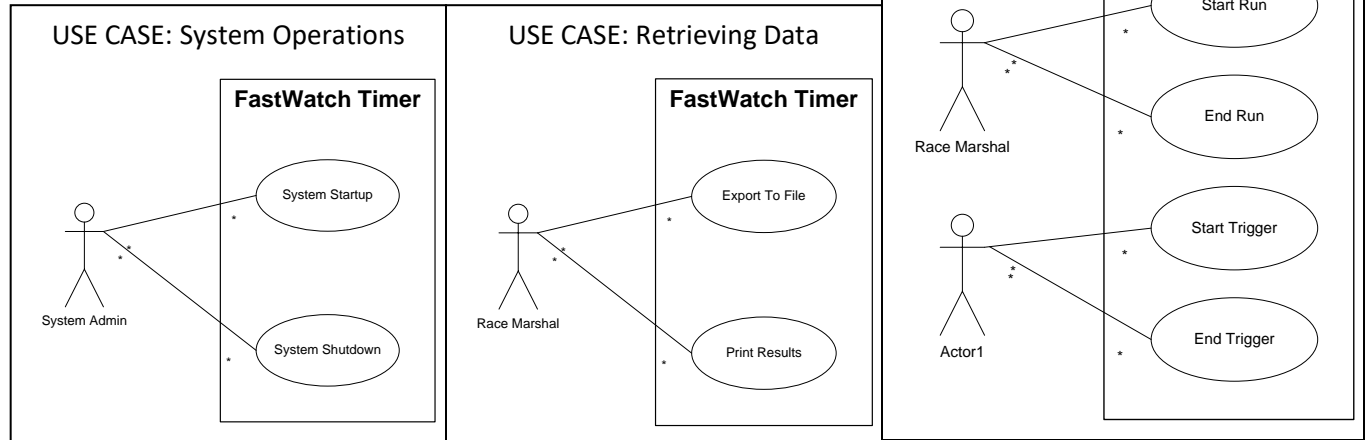 USE CASE: System Operations
FastWatch Timer
System Startup
*
*
*
System Admin
System Shutdown
*
USE CASE: Retrieving Data
FastWatch Timer
Export To File
*
*
*
Race Marshal
Print Results
*
Start Run
*
*
*
End Run
*
Race Marshal
Start Trigger
*
*
*
End Trigger
*
Actor1